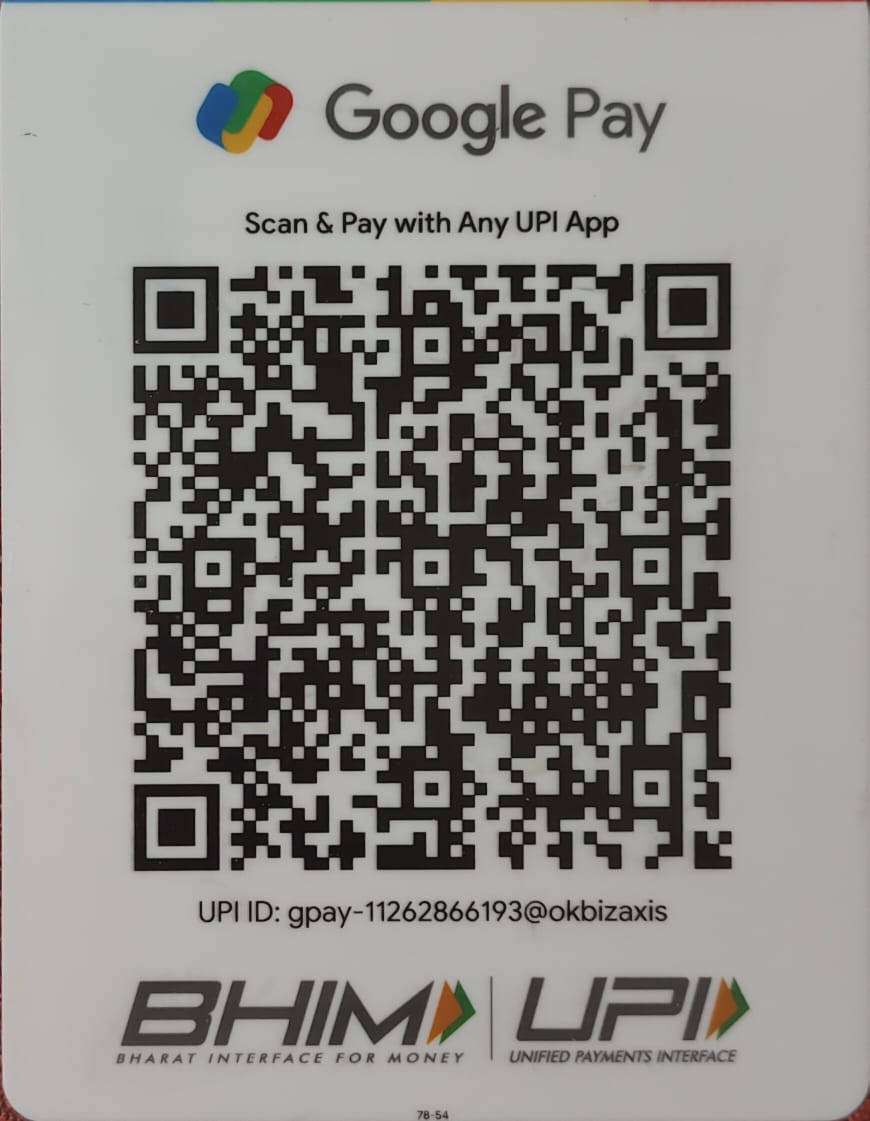 Google Pay
Scan & Pay with Any UPI App
UPI ID: gpay-11262866193@okbizaxis
BHIM UPI
BHARAT INTERFACE FOR MONEY UNIFIED PAYMENTS INTERFACE
78-54